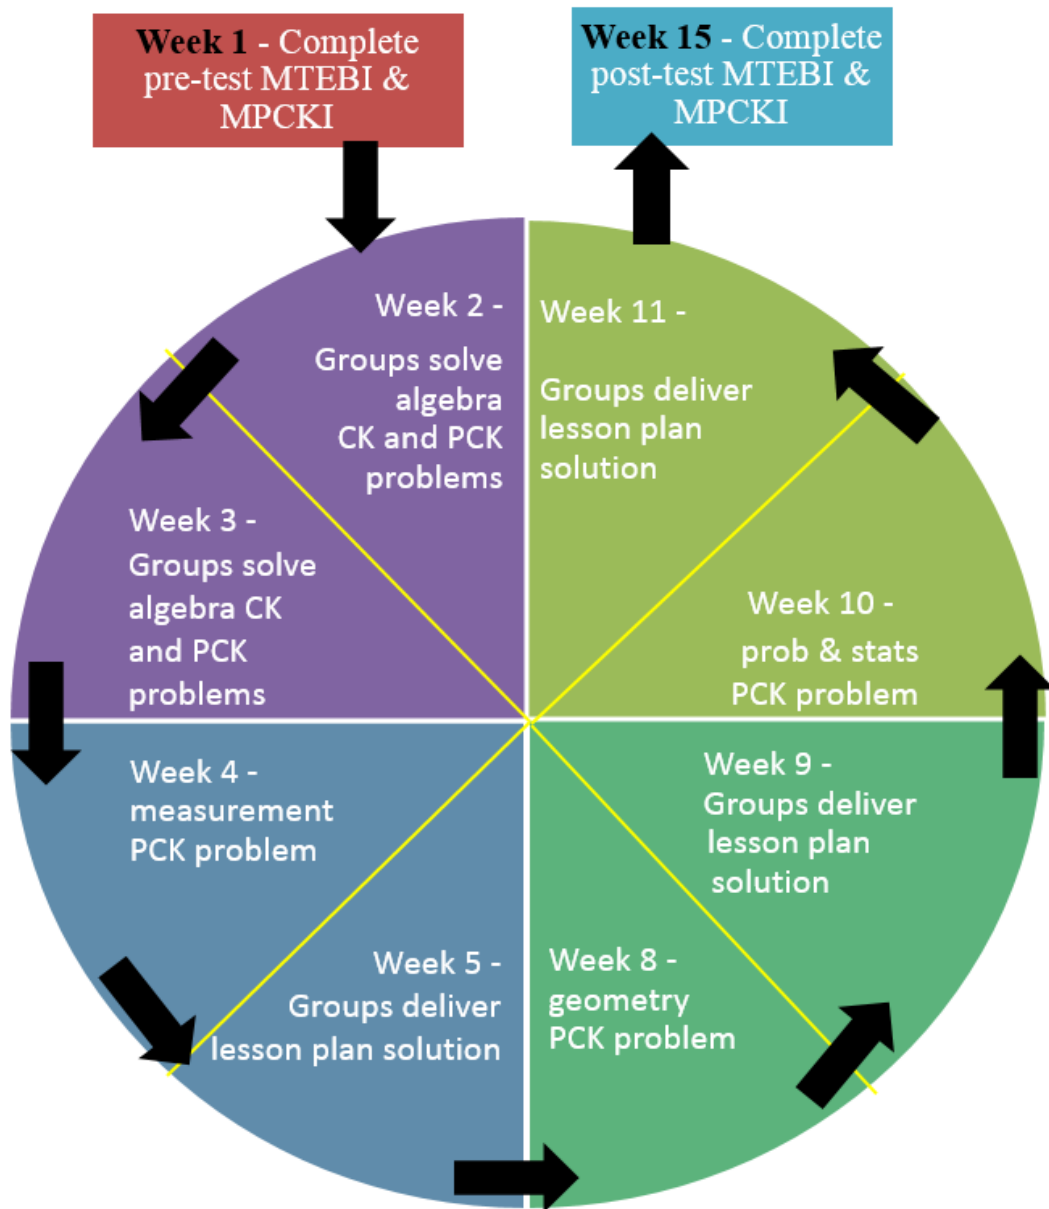 Week 1 - Complete
pre-test MTEBI &
MPCKI
Week 15 - Complete
post-test MTEBI &
MPCKI
Week 2 -
Groups solve
algebra
CK and PCK
problems
Week 3 -
Groups solve
algebra CK
and PCK
problems
Week 4 -
measurement
PCK problem
Week 5 -
Groups deliver
lesson plan solution
Week 8 -
geometry
PCK problem
Week 9 -
Groups deliver
lesson plan
solution
Week 10 -
prob & stats
PCK problem
Week 11 -
Groups deliver
lesson plan
solution